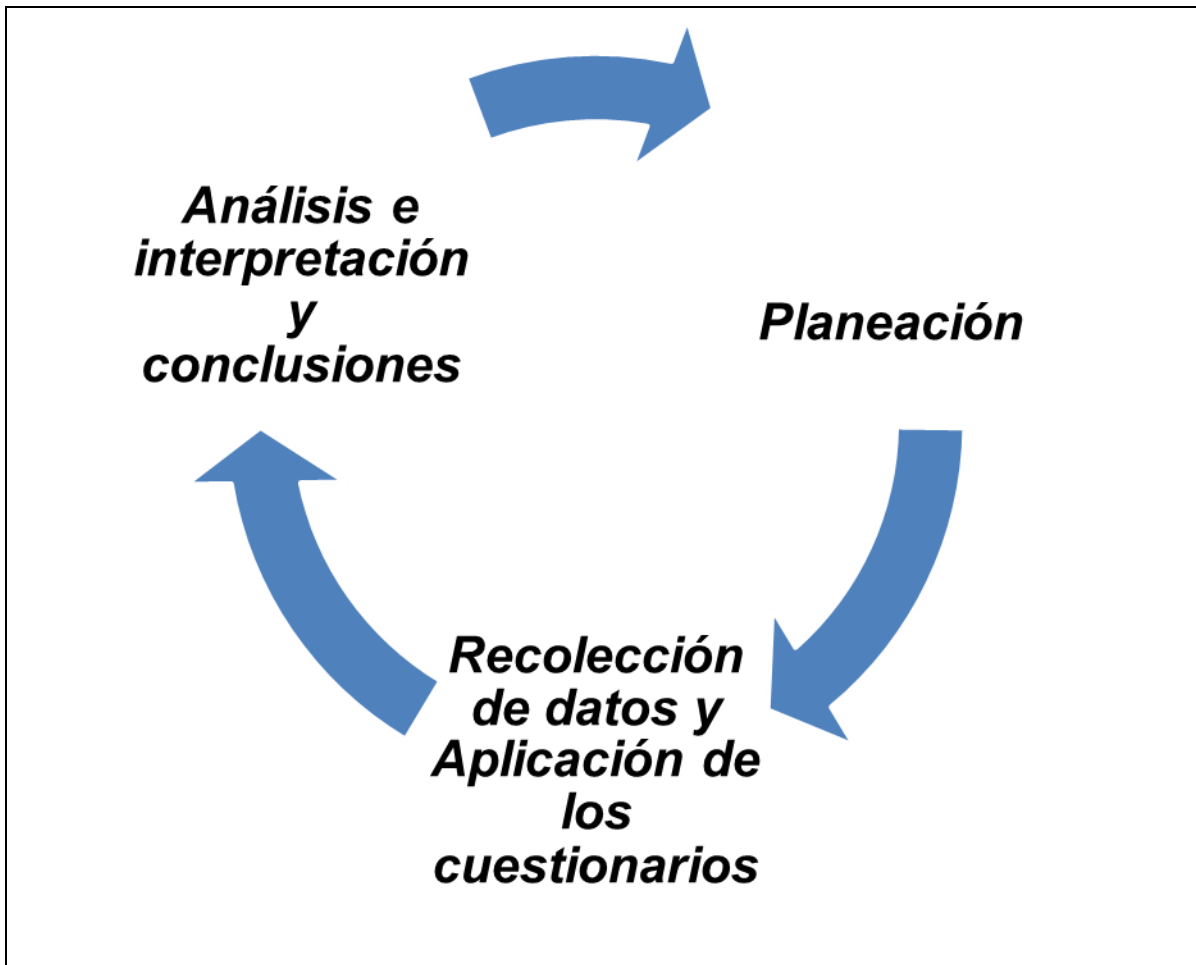 Análisis e
interpretación
y
conclusiones
Planeación
Recolección
de datos y
Aplicación de
los
cuestionarios